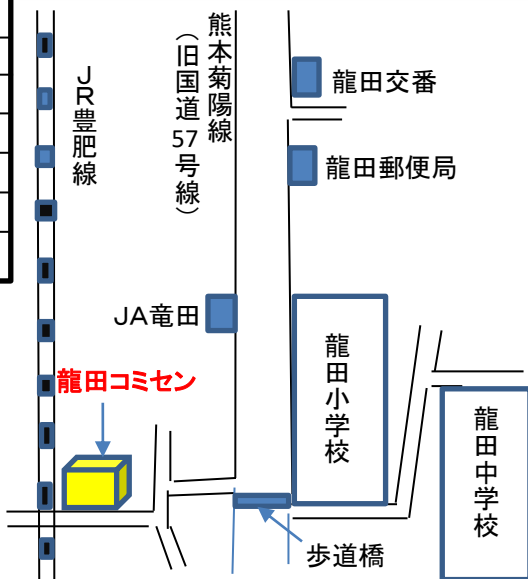 熊本菊陽線
（旧国道57号線）
JR豊肥線
龍田交番
龍田郵便局
JA竜田
龍田コミセン
龍田小学校
龍田中学校
歩道橋